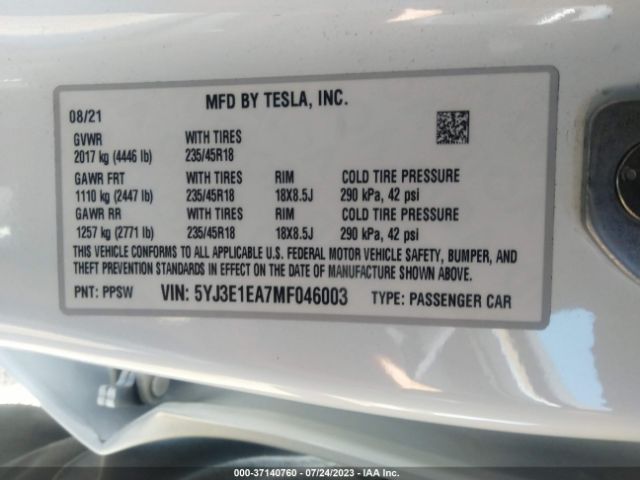 MFD BY TESLA, INC.
08/21
GVWR WITH TIRES
2017 kg (4446 lb) 235/45R18
GAWR FRT WITH TIRES RIM COLD TIRE PRESSURE
1110 kg (2447 lb) 235/45R18 18X8.5J 290 kPa, 42 psi
GAWR RR WITH TIRES RIM COLD TIRE PRESSURE
1257 kg (2771 lb) 235/45R18 18X8.5J 290 kPa, 42 psi
THIS VEHICLE CONFORMS TO ALL APPLICABLE U.S. FEDERAL MOTOR VEHICLE SAFETY, BUMPER, AND
THEFT PREVENTION STANDARDS IN EFFECT ON THE DATE OF MANUFACTURE SHOWN ABOVE.
PNT: PPSW VIN: 5YJ3E1EA7MF046003 TYPE: PASSENGER CAR
000-37140760 - 07/24/2023 - IAA Inc.